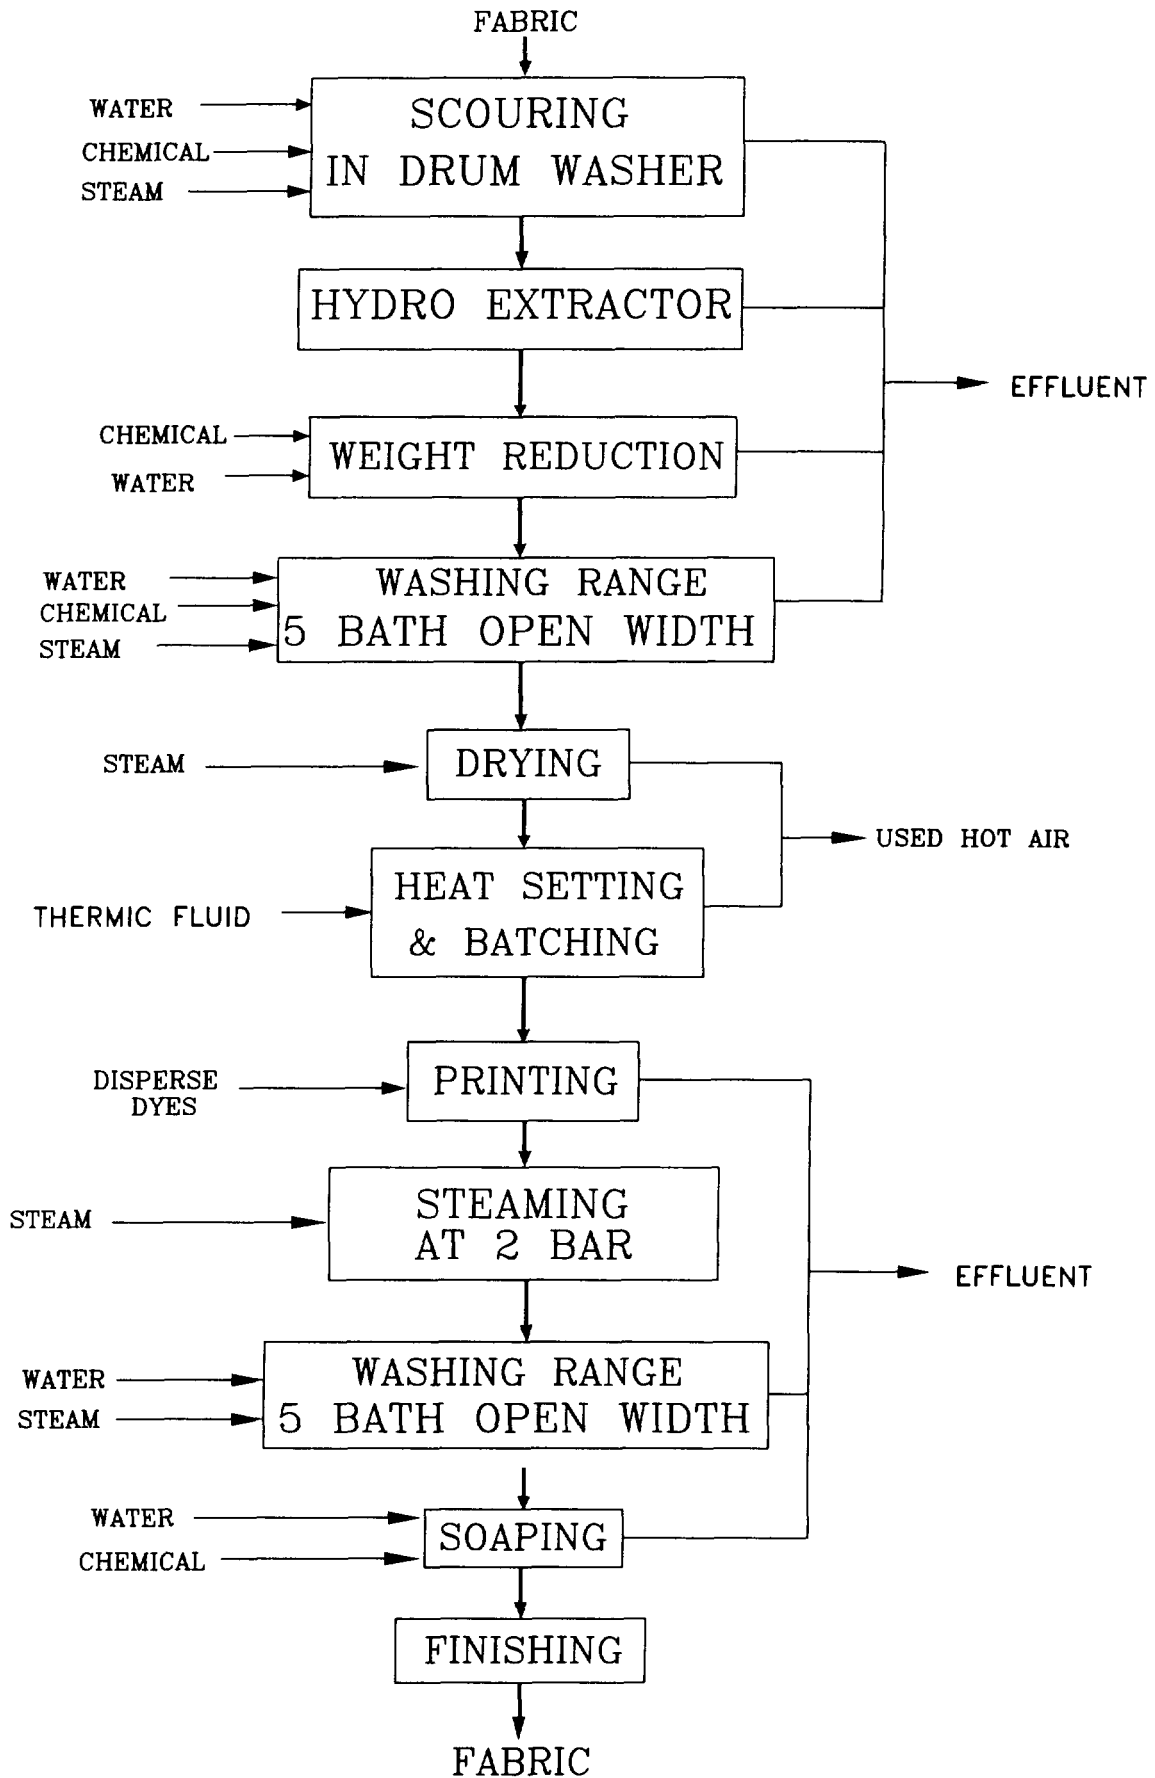 FABRIC
WATER
CHEMICAL
STEAM
SCOURING
IN DRUM WASHER
HYDRO EXTRACTOR
EFFLUENT
CHEMICAL
WATER
WEIGHT REDUCTION
WATER
CHEMICAL
STEAM
WASHING RANGE
5 BATH OPEN WIDTH
STEAM
DRYING
USED HOT AIR
THERMIC FLUID
HEAT SETTING
& BATCHING
DISPERSE
DYES
PRINTING
STEAM
STEAMING
AT 2 BAR
EFFLUENT
WATER
STEAM
WASHING RANGE
5 BATH OPEN WIDTH
WATER
CHEMICAL
SOAPING
FINISHING
FABRIC